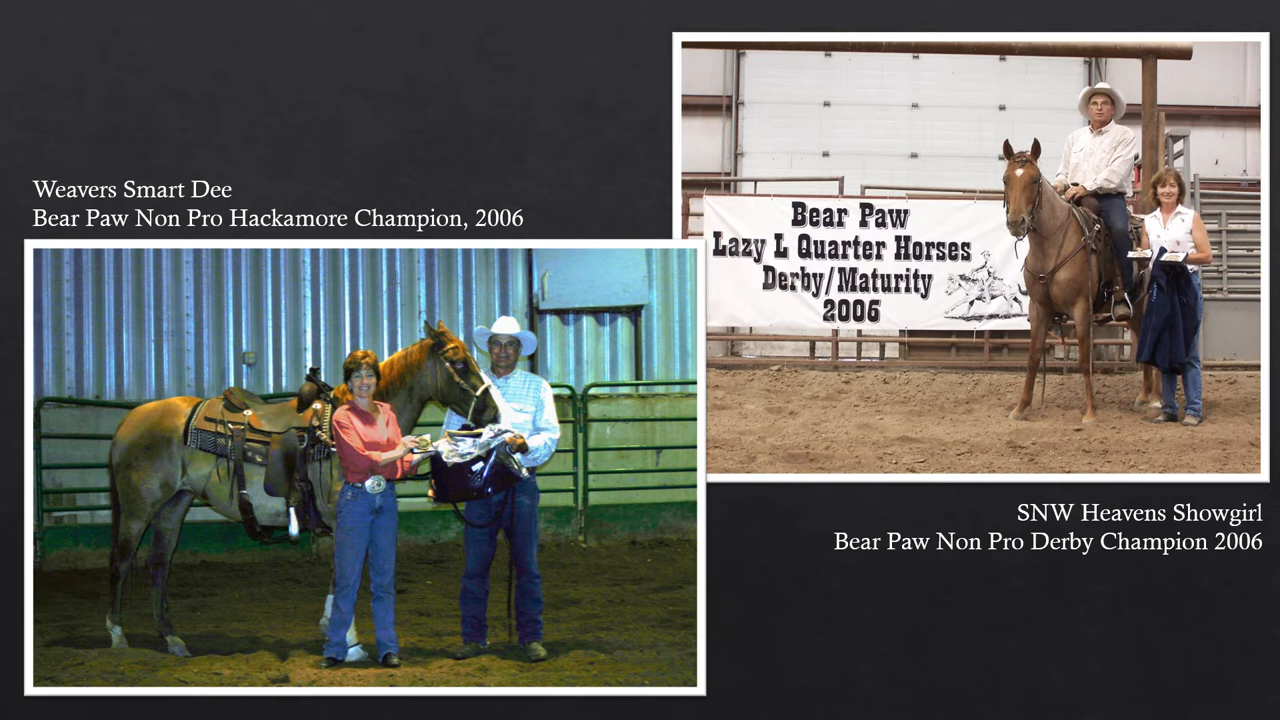 Weavers Smart Dee
Bear Paw Non Pro Hackamore Champion, 2006
Bear Paw
Lazy L Quarter Horses
Derby/Maturity
2006
SNW Heavens Showgirl
Bear Paw Non Pro Derby Champion 2006